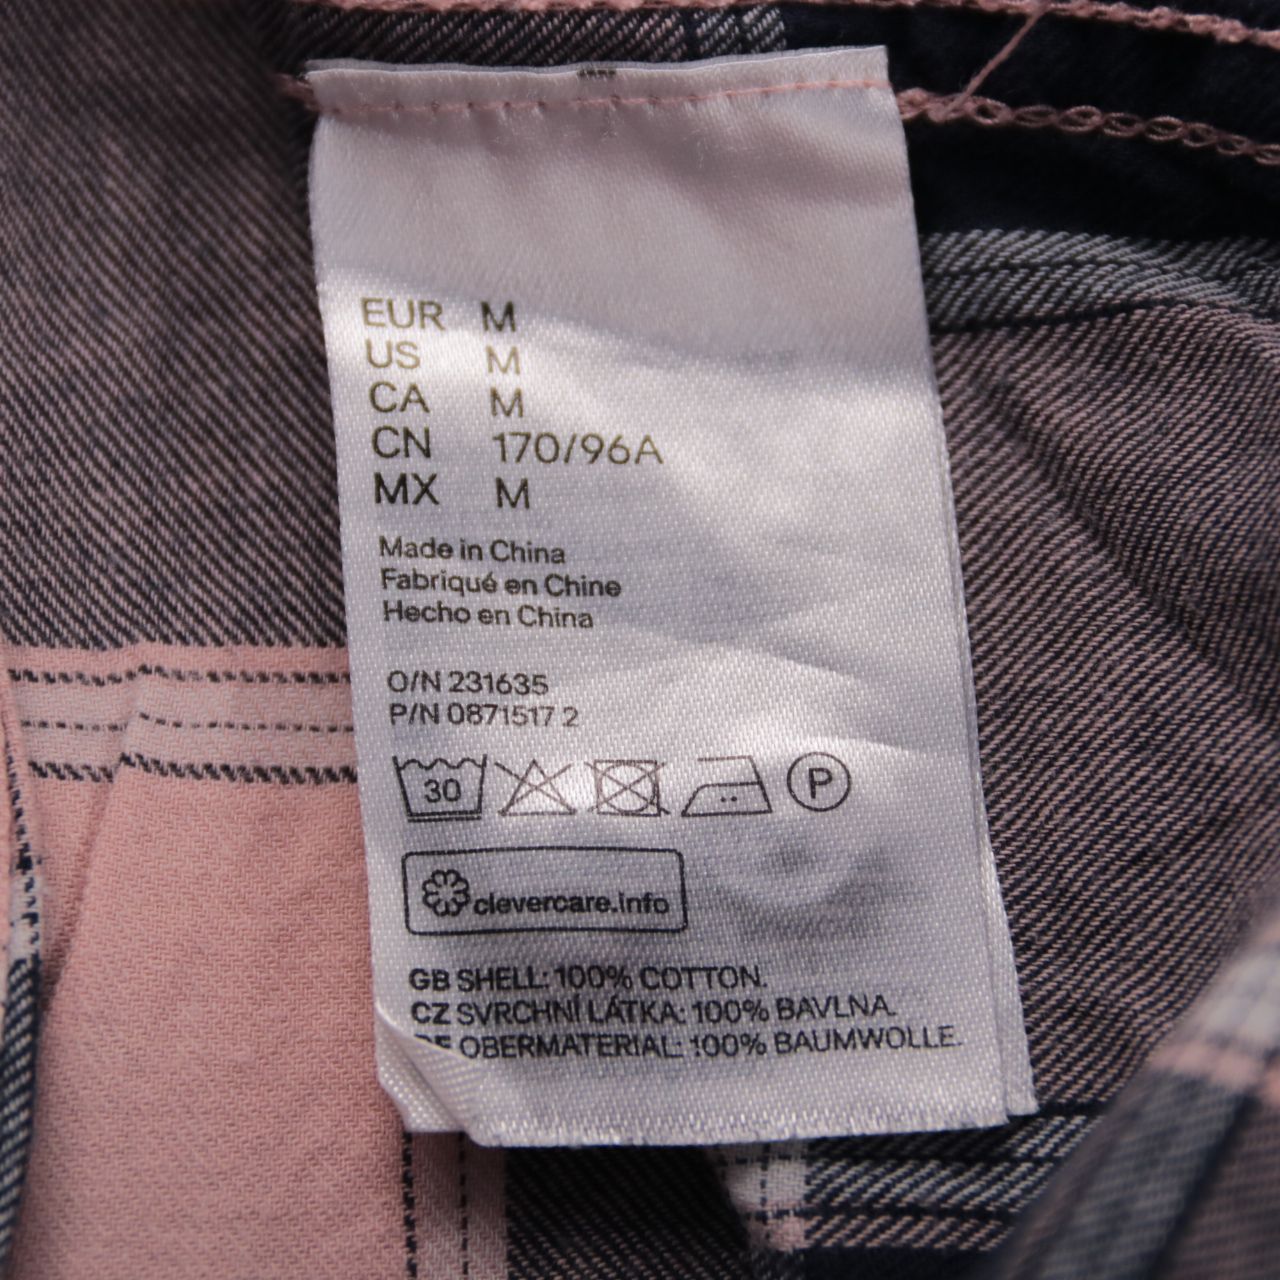 EUR M
US M
CA M
CN 170/96A
MX M
Made in China
Fabriqué en Chine
Hecho en China
O/N 231635
P/N 0871517 2
30 P
clevercare.info
GB SHELL: 100% COTTON.
CZ SVRCHNÍ LÁTKA: 100% BAVLNA.
DE OBERMATERIAL: 100% BAUMWOLLE.